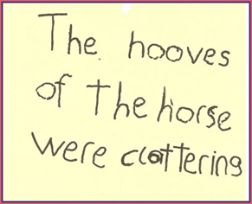 The hooves
of the horse
were clattering